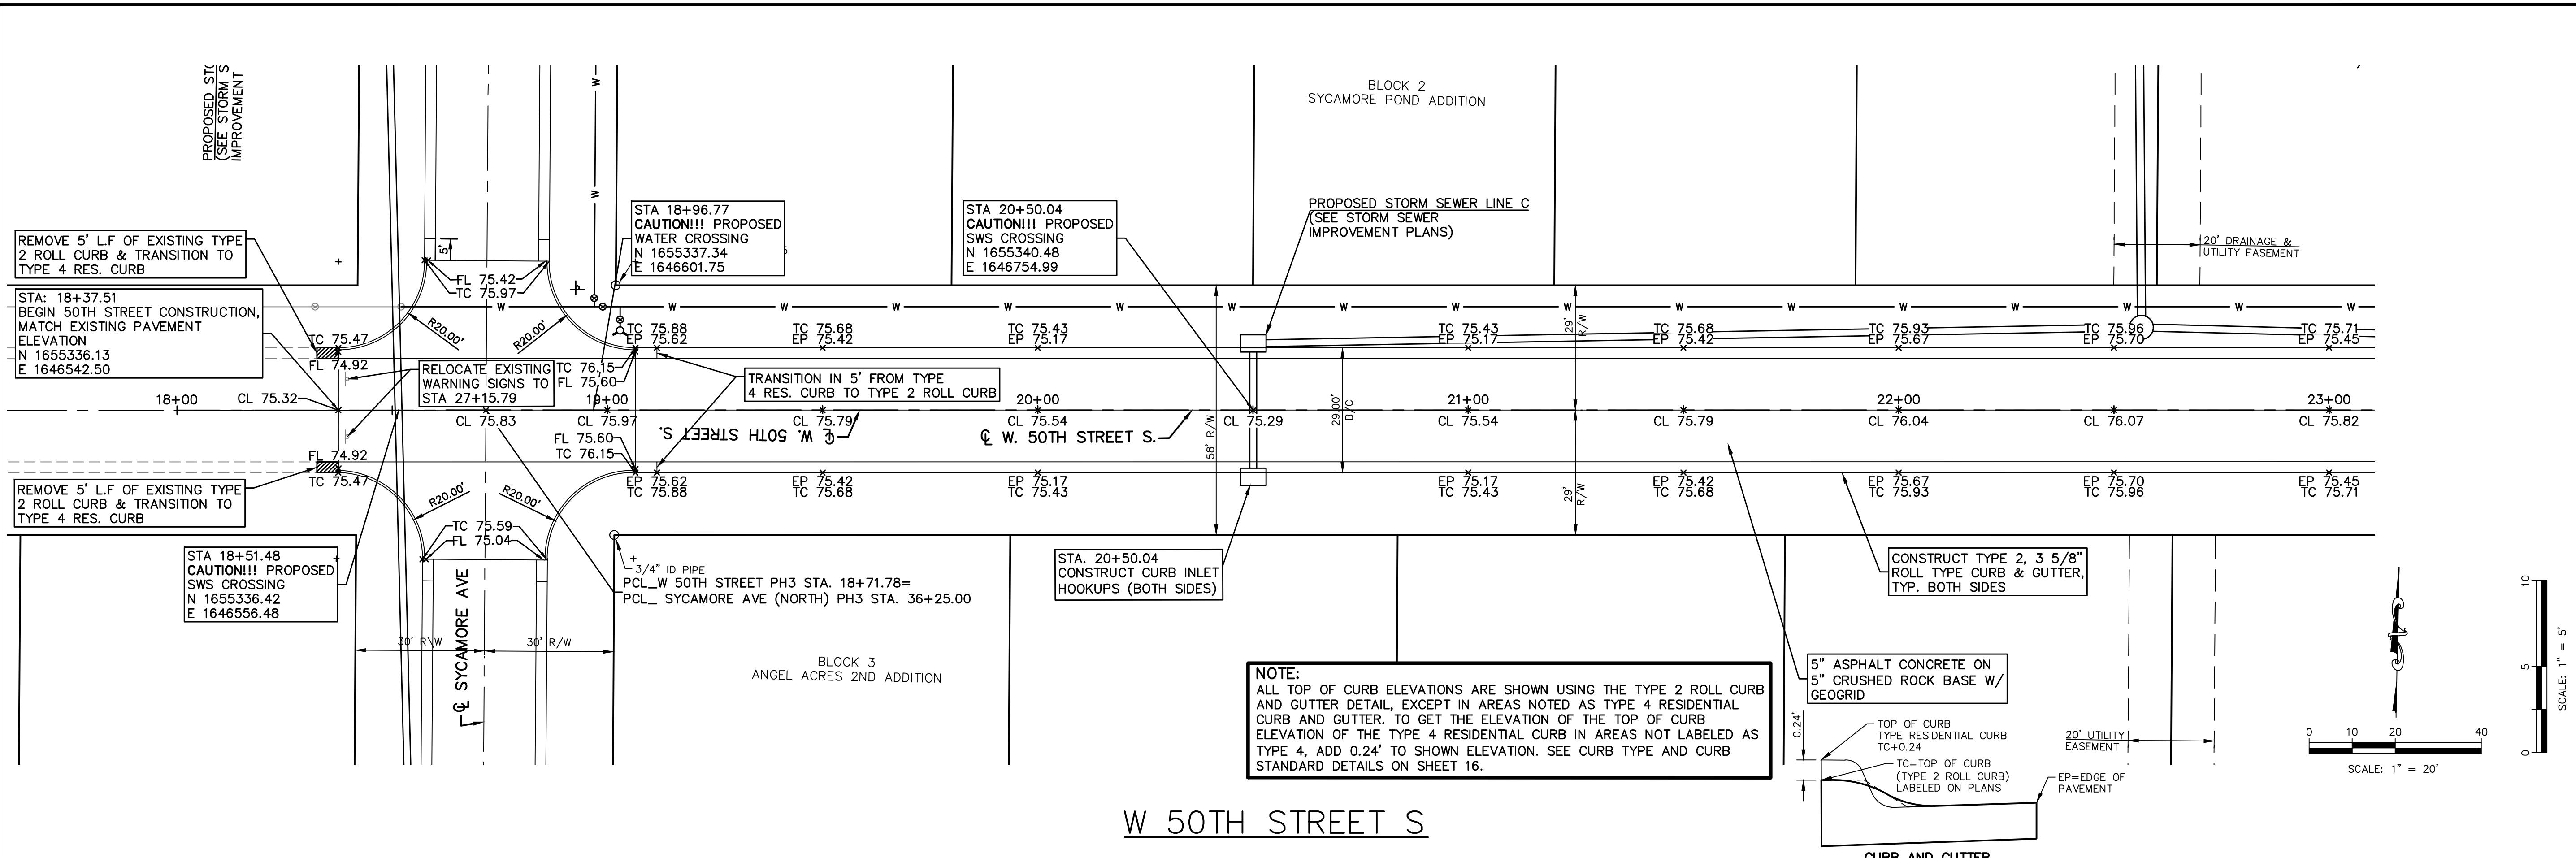 PROPOSED STO
(SEE STORM S
IMPROVEMENT
BLOCK 2
SYCAMORE POND ADDITION
REMOVE 5' L.F OF EXISTING TYPE
2 ROLL CURB & TRANSITION TO
TYPE 4 RES. CURB
STA: 18+37.51
BEGIN 50TH STREET CONSTRUCTION,
MATCH EXISTING PAVEMENT
ELEVATION
N 1655336.13
E 1646542.50
5'
FL 75.42
TC 75.97
R20.00'
R20.00'
W
W
STA 18+96.77
CAUTION!!! PROPOSED
WATER CROSSING
N 1655337.34
E 1646601.75
STA 20+50.04
CAUTION!!! PROPOSED
SWS CROSSING
N 1655340.48
E 1646754.99
PROPOSED STORM SEWER LINE C
(SEE STORM SEWER
IMPROVEMENT PLANS)
20' DRAINAGE &
UTILITY EASEMENT
W W W W W W W W W W W W W W W W W
TC 75.47
FL 74.92
TC 75.88
EP 75.62
TC 75.68
EP 75.42
TC 75.43
EP 75.17
TC 75.43
EP 75.17
TC 75.68
EP 75.42
TC 75.93
EP 75.67
TC 75.96
EP 75.70
TC 75.71
EP 75.45
29'
R/W
RELOCATE EXISTING
WARNING SIGNS TO
STA 27+15.79
TC 76.15
FL 75.60
TRANSITION IN 5' FROM TYPE
4 RES. CURB TO TYPE 2 ROLL CURB
18+00
CL 75.32
19+00
20+00
21+00
22+00
23+00
CL 75.83
CL 75.97
CL 75.79
CL 75.54
CL 75.29
CL 75.54
CL 75.79
CL 76.04
CL 76.07
CL 75.82
℄ W. 50TH STREET S.
℄ W. 50TH STREET S.
58' R/W
29.00'
B/C
29'
R/W
FL 75.60
TC 76.15
FL 74.92
TC 75.47
EP 75.62
TC 75.88
EP 75.42
TC 75.68
EP 75.17
TC 75.43
EP 75.17
TC 75.43
EP 75.42
TC 75.68
EP 75.67
TC 75.93
EP 75.70
TC 75.96
EP 75.45
TC 75.71
REMOVE 5' L.F OF EXISTING TYPE
2 ROLL CURB & TRANSITION TO
TYPE 4 RES. CURB
R20.00'
R20.00'
TC 75.59
FL 75.04
STA 18+51.48
CAUTION!!! PROPOSED
SWS CROSSING
N 1655336.42
E 1646556.48
℄ SYCAMORE AVE
30' R/W
30' R/W
3/4" ID PIPE
PCL_W 50TH STREET PH3 STA. 18+71.78=
PCL_ SYCAMORE AVE (NORTH) PH3 STA. 36+25.00
BLOCK 3
ANGEL ACRES 2ND ADDITION
STA. 20+50.04
CONSTRUCT CURB INLET
HOOKUPS (BOTH SIDES)
CONSTRUCT TYPE 2, 3 5/8"
ROLL TYPE CURB & GUTTER,
TYP. BOTH SIDES
5" ASPHALT CONCRETE ON
5" CRUSHED ROCK BASE W/
GEOGRID
NOTE:
ALL TOP OF CURB ELEVATIONS ARE SHOWN USING THE TYPE 2 ROLL CURB
AND GUTTER DETAIL, EXCEPT IN AREAS NOTED AS TYPE 4 RESIDENTIAL
CURB AND GUTTER. TO GET THE ELEVATION OF THE TOP OF CURB
ELEVATION OF THE TYPE 4 RESIDENTIAL CURB IN AREAS NOT LABELED AS
TYPE 4, ADD 0.24' TO SHOWN ELEVATION. SEE CURB TYPE AND CURB
STANDARD DETAILS ON SHEET 16.
0.24'
TOP OF CURB
TYPE RESIDENTIAL CURB
TC+0.24
TC=TOP OF CURB
(TYPE 2 ROLL CURB)
LABELED ON PLANS
EP=EDGE OF
PAVEMENT
CURB AND GUTTER
20' UTILITY
EASEMENT
0 10 20 40
SCALE: 1" = 20'
10
5
0
SCALE: 1" = 5'
W 50TH STREET S